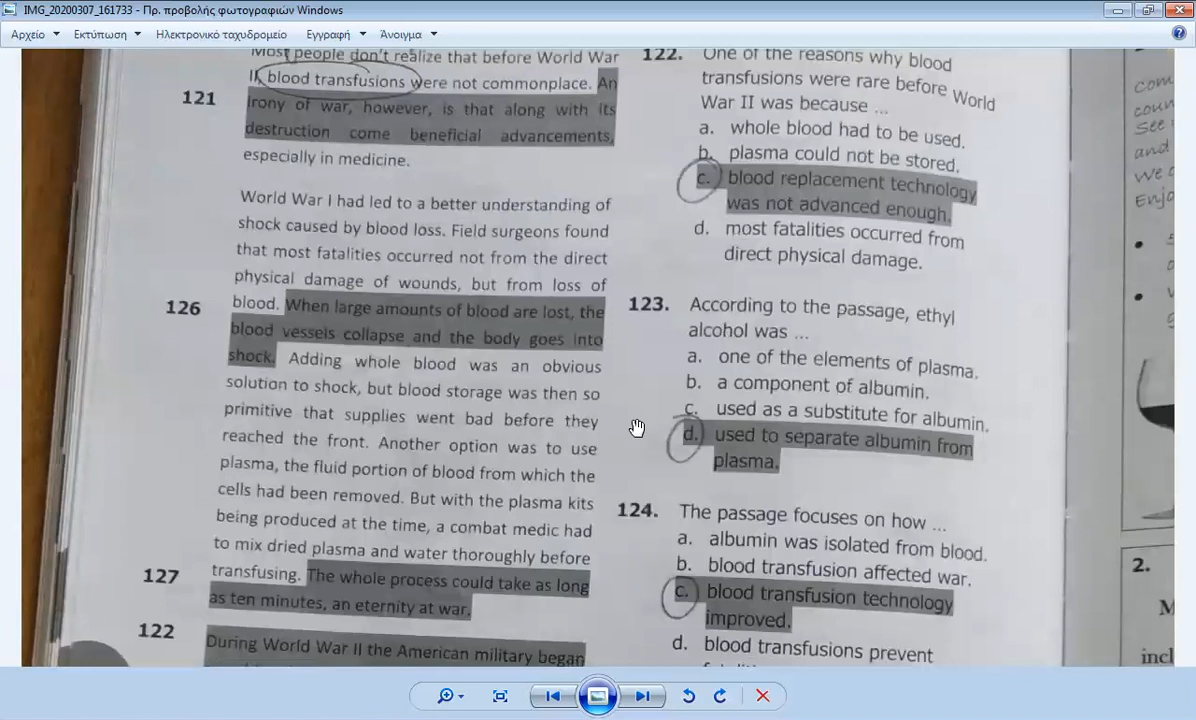 IMG_20200307_161733 - Πρ. προβολής φωτογραφιών Windows
Αρχείο Εκτύπωση Ηλεκτρονικό ταχυδρομείο Εγγραφή Άνοιγμα
Most people don't realize that before World War
II, blood transfusions were not commonplace. An
121
irony of war, however, is that along with its
destruction come beneficial advancements,
especially in medicine.
World War I had led to a better understanding of
shock caused by blood loss. Field surgeons found
that most fatalities occurred not from the direct
physical damage of wounds, but from loss of
126
blood. When large amounts of blood are lost, the
blood vessels collapse and the body goes into
shock. Adding whole blood was an obvious
solution to shock, but blood storage was then so
primitive that supplies went bad before they
reached the front. Another option was to use
plasma, the fluid portion of blood from which the
cells had been removed. But with the plasma kits
being produced at the time, a combat medic had
to mix dried plasma and water thoroughly before
127
transfusing. The whole process could take as long
as ten minutes, an eternity at war.
122
During World War II the American military began
122. One of the reasons why blood
transfusions were rare before World
War II was because ...
a. whole blood had to be used.
b. plasma could not be stored.
c. blood replacement technology
was not advanced enough.
d. most fatalities occurred from
direct physical damage.
123. According to the passage, ethyl
alcohol was ...
a. one of the elements of plasma.
b. a component of albumin.
c. used as a substitute for albumin.
d. used to separate albumin from
plasma.
124. The passage focuses on how ...
a. albumin was isolated from blood.
b. blood transfusion affected war.
c. blood transfusion technology
improved.
d. blood transfusions prevent
com
coun
See
and
We
Enjo
2.
M
incl